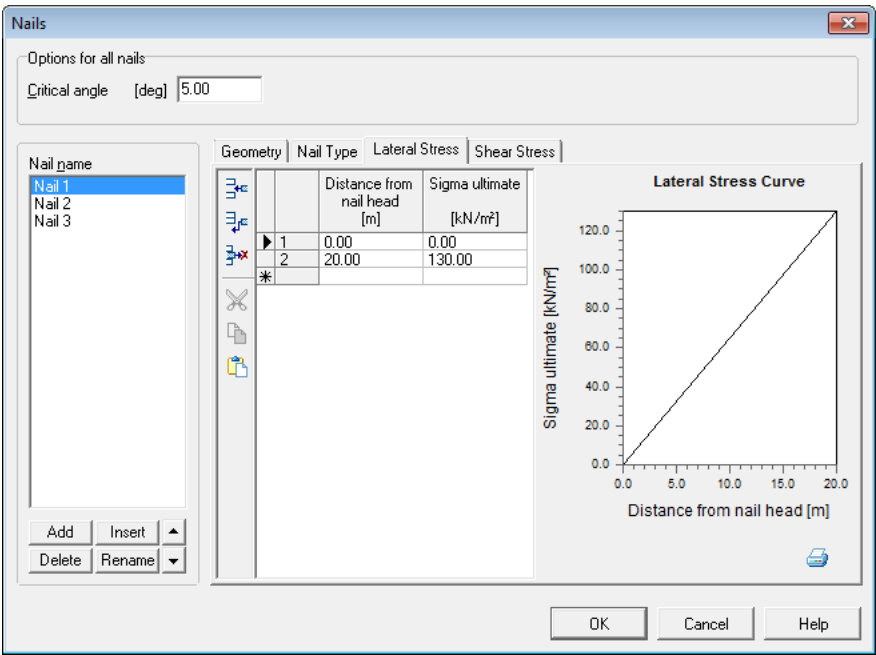 Nails
Options for all nails
Critical angle [deg] 5.00
Nail name
Nail 1
Nail 2
Nail 3
Add Insert
Delete Rename
Geometry Nail Type Lateral Stress Shear Stress
Distance from nail head [m] Sigma ultimate [kN/m²]
1 0.00 0.00
2 20.00 130.00
Lateral Stress Curve
Sigma ultimate [kN/m²]
120.0
100.0
80.0
60.0
40.0
20.0
0.0
0.0 5.0 10.0 15.0 20.0
Distance from nail head [m]
OK Cancel Help